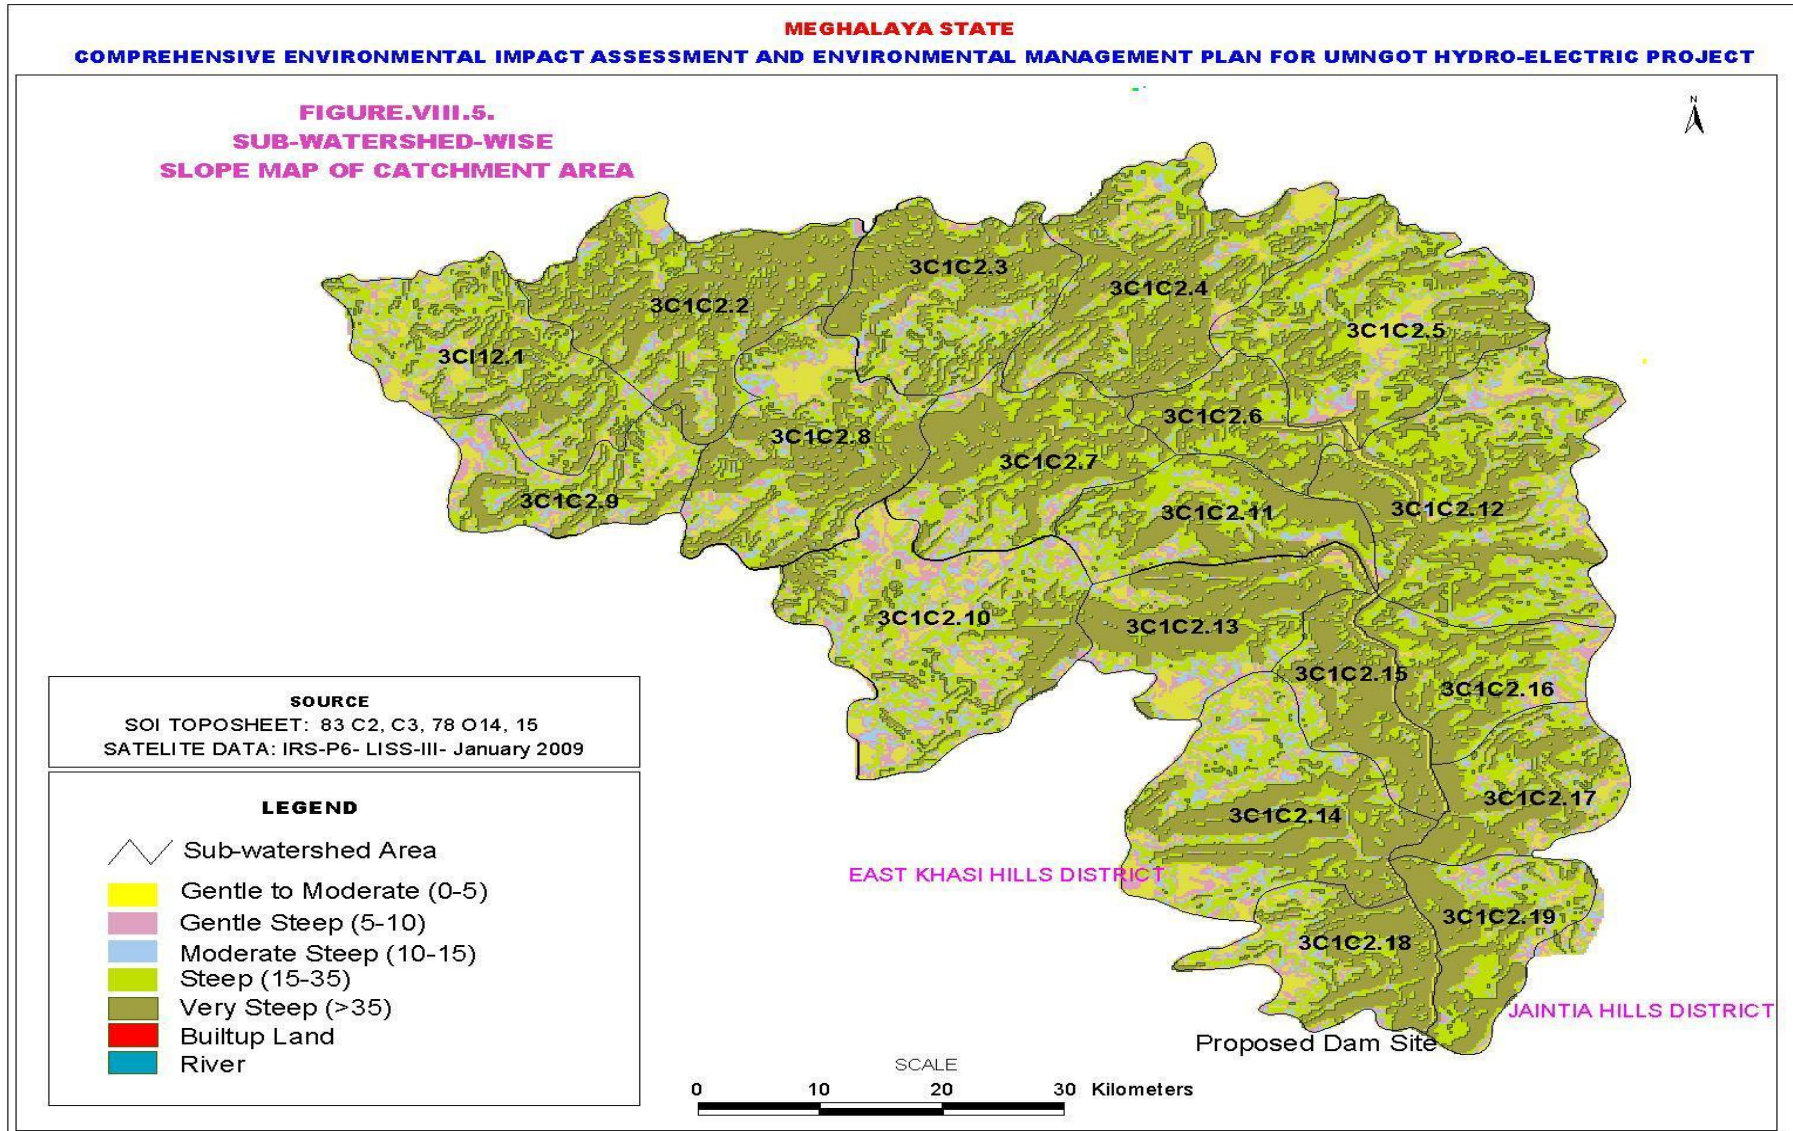 MEGHALAYA STATE
COMPREHENSIVE ENVIRONMENTAL IMPACT ASSESSMENT AND ENVIRONMENTAL MANAGEMENT PLAN FOR UMNGOT HYDRO-ELECTRIC PROJECT
FIGURE.VIII.5.
SUB-WATERSHED-WISE
SLOPE MAP OF CATCHMENT AREA
N
3C1C2.3
3C1C2.4
3C1C2.2
3C1C2.5
3CI12.1
3C1C2.6
3C1C2.8
3C1C2.7
3C1C2.9
3C1C2.11
3C1C2.12
3C1C2.10
3C1C2.13
3C1C2.15
3C1C2.16
3C1C2.17
3C1C2.14
EAST KHASI HILLS DISTRICT
3C1C2.19
3C1C2.18
JAINTIA HILLS DISTRICT
Proposed Dam Site
SOURCE
SOI TOPOSHEET: 83 C2, C3, 78 O14, 15
SATELITE DATA: IRS-P6- LISS-III- January 2009
LEGEND
Sub-watershed Area
Gentle to Moderate (0-5)
Gentle Steep (5-10)
Moderate Steep (10-15)
Steep (15-35)
Very Steep (>35)
Builtup Land
River
SCALE
0 10 20 30 Kilometers